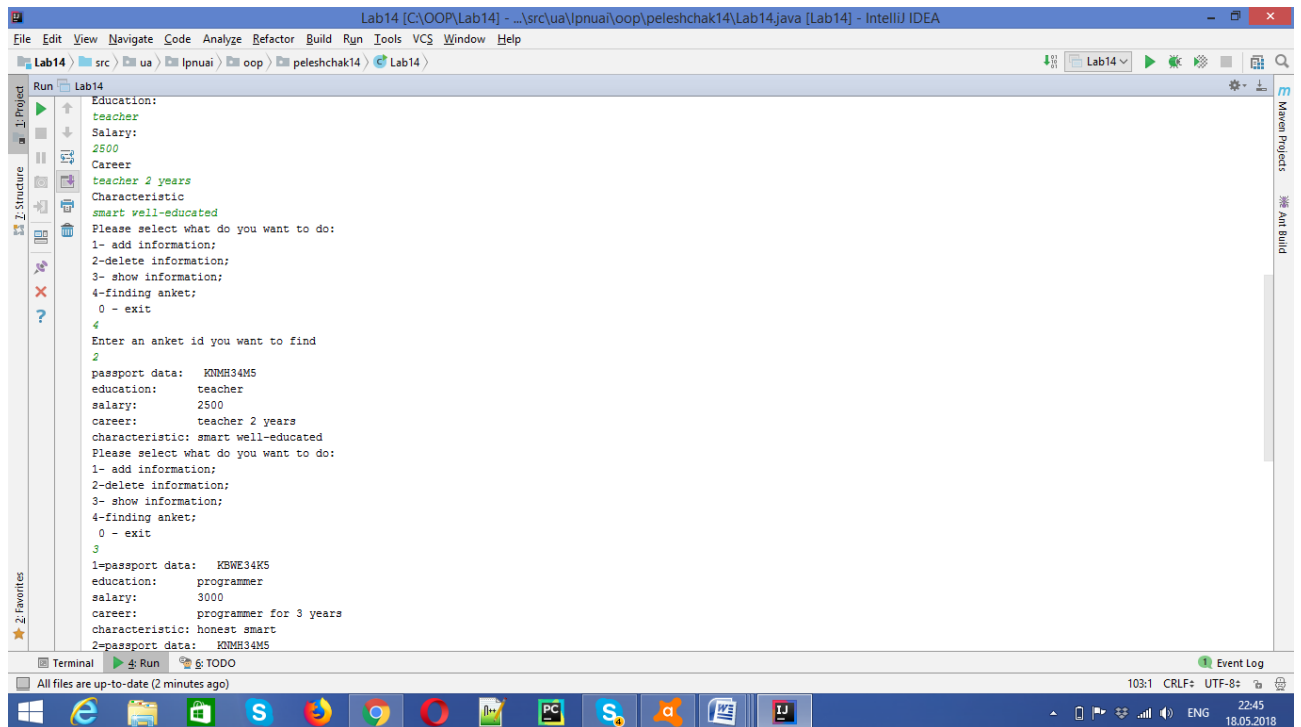 Lab14 [C:\OOP\Lab14] - ...\src\ua\lpnuai\oop\peleshchak14\Lab14.java [Lab14] - IntelliJ IDEA
File Edit View Navigate Code Analyze Refactor Build Run Tools VCS Window Help
Lab14 src ua lpnuai oop peleshchak14 Lab14
Lab14
Run Lab14
1: Project
7: Structure
2: Favorites
Maven Projects
Ant Build
Education:
teacher
Salary:
2500
Career
teacher 2 years
Characteristic
smart well-educated
Please select what do you want to do:
1- add information;
2-delete information;
3- show information;
4-finding anket;
0 - exit
4
Enter an anket id you want to find
2
passport data: KNMH34M5
education: teacher
salary: 2500
career: teacher 2 years
characteristic: smart well-educated
Please select what do you want to do:
1- add information;
2-delete information;
3- show information;
4-finding anket;
0 - exit
3
1=passport data: KBWE34K5
education: programmer
salary: 3000
career: programmer for 3 years
characteristic: honest smart
2=passport data: KNMH34M5
Terminal 4: Run 6: TODO
1 Event Log
All files are up-to-date (2 minutes ago)
103:1 CRLF UTF-8
ENG
22:45
18.05.2018